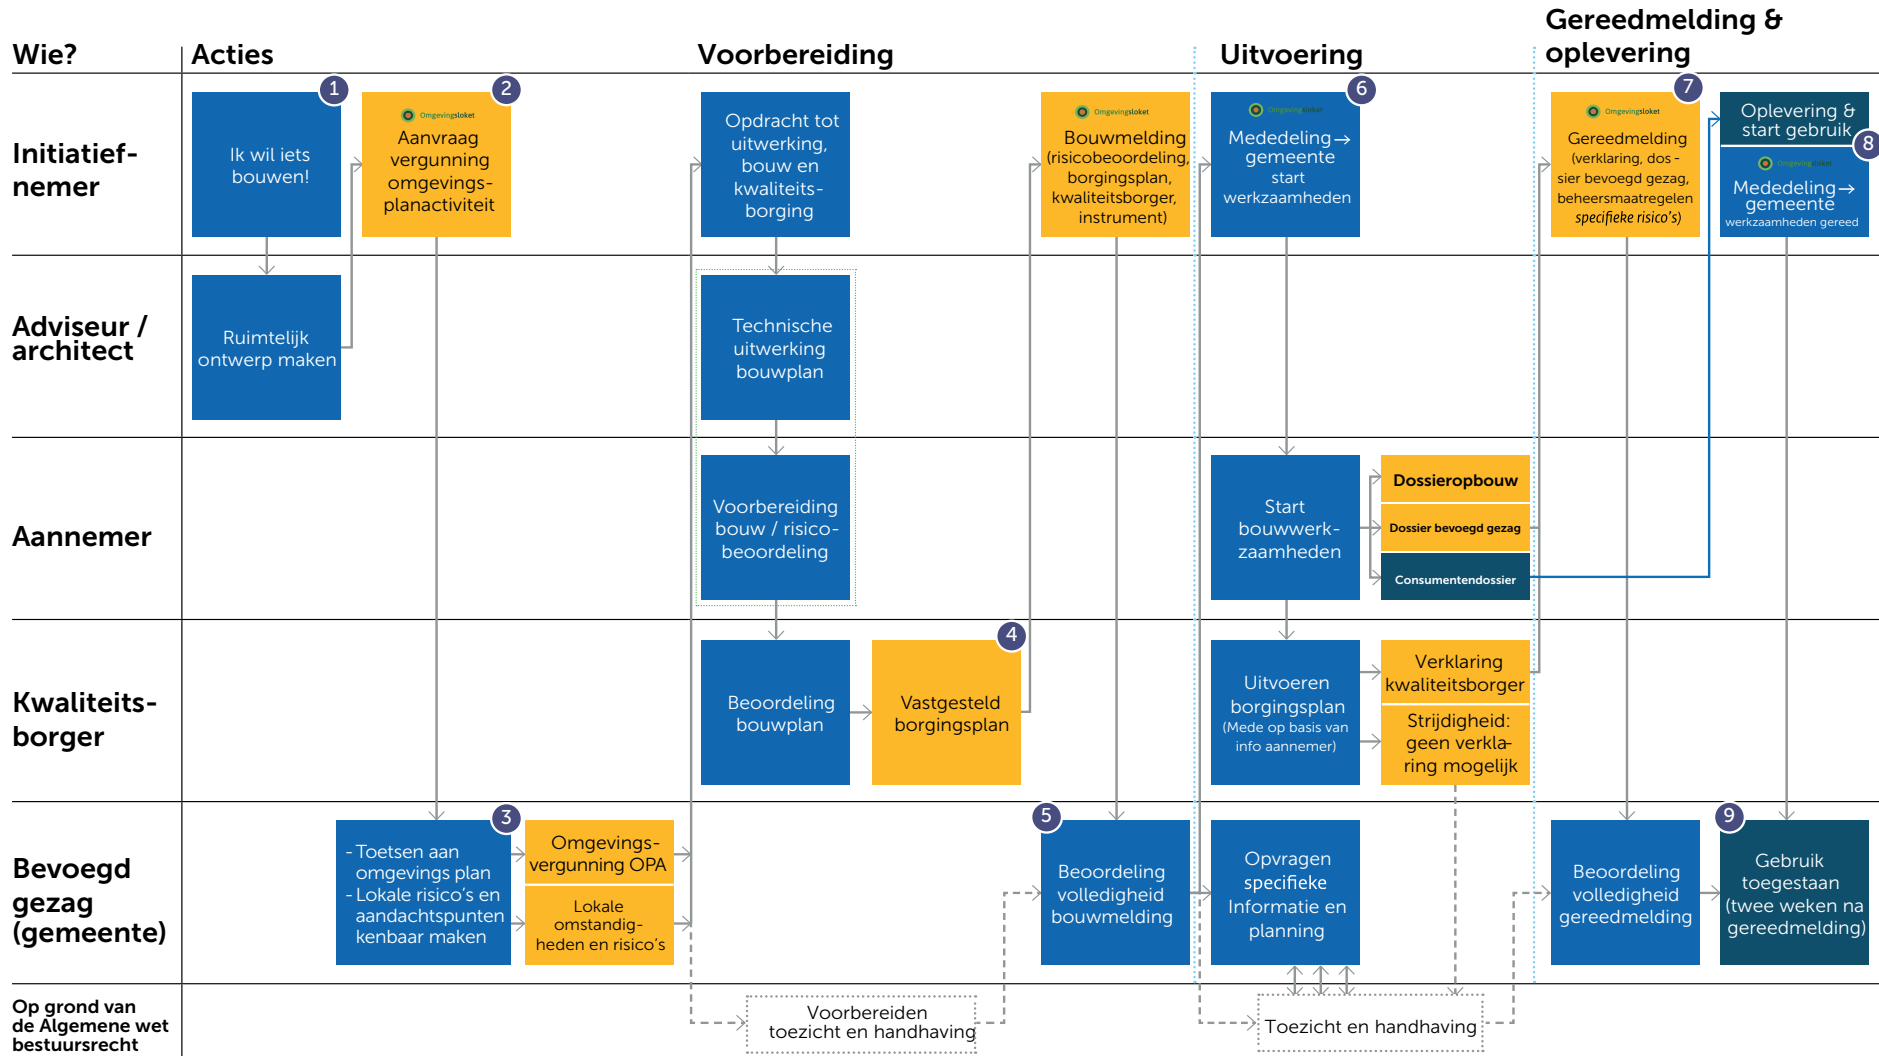 Wie?
Acties
Voorbereiding
Uitvoering
Gereedmelding &
oplevering
Initiatief-
nemer
1
Ik wil iets
bouwen!
2
Omgevingsloket
Aanvraag
vergunning
omgevings-
planactiviteit
Opdracht tot
uitwerking,
bouw en
kwaliteits-
borging
Omgevingsloket
Bouwmelding
(risicobeoordeling,
borgingsplan,
kwaliteitsborger,
instrument)
6
Omgevingsloket
Mededeling→
gemeente
start
werkzaamheden
7
Omgevingsloket
Gereedmelding
(verklaring, dos -
sier bevoegd gezag,
beheersmaatregelen
specifieke risico's)
Oplevering &
start gebruik
8
Omgevingsloket
Mededeling→
gemeente
werkzaamheden gereed
Adviseur /
architect
Ruimtelijk
ontwerp maken
Technische
uitwerking
bouwplan
Aannemer
Voorbereiding
bouw / risico-
beoordeling
Start
bouwwerk-
zaamheden
Dossieropbouw
Dossier bevoegd gezag
Consumentendossier
Kwaliteits-
borger
Beoordeling
bouwplan
4
Vastgesteld
borgingsplan
Uitvoeren
borgingsplan
(Mede op basis van
info aannemer)
Verklaring
kwaliteitsborger
Strijdigheid:
geen verkla-
ring mogelijk
Bevoegd
gezag
(gemeente)
3
- Toetsen aan
omgevings plan
- Lokale risico's en
aandachtspunten
kenbaar maken
Omgevings-
vergunning OPA
Lokale
omstandig-
heden en risico's
5
Beoordeling
volledigheid
bouwmelding
Opvragen
specifieke
Informatie en
planning
Beoordeling
volledigheid
gereedmelding
9
Gebruik
toegestaan
(twee weken na
gereedmelding)
Op grond van
de Algemene wet
bestuursrecht
Voorbereiden
toezicht en handhaving
Toezicht en handhaving